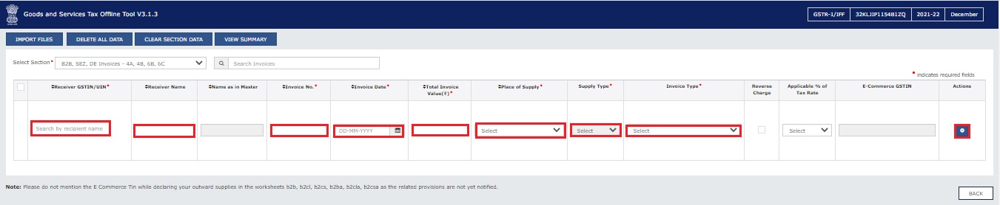 Goods and Services Tax Offline Tool V3.1.3
GSTR-1/IFF 32KLJIP1154B1ZQ 2021-22 December
IMPORT FILES DELETE ALL DATA CLEAR SECTION DATA VIEW SUMMARY
Select Section* B2B, SEZ, DE Invoices - 4A, 4B, 6B, 6C Search Invoices
* indicates required fields
Receiver GSTIN/UIN* Receiver Name Name as in Master Invoice No.* Invoice Date* Total Invoice Value(₹)* Place of Supply* Supply Type* Invoice Type* Reverse Charge Applicable % of Tax Rate E-Commerce GSTIN Actions
Search by recipient name DD-MM-YYYY Select Select Select Select
Note: Please do not mention the E Commerce Tin while declaring your outward supplies in the worksheets b2b, b2cl, b2cs, b2ba, b2cla, b2csa as the related provisions are not yet notified.
BACK